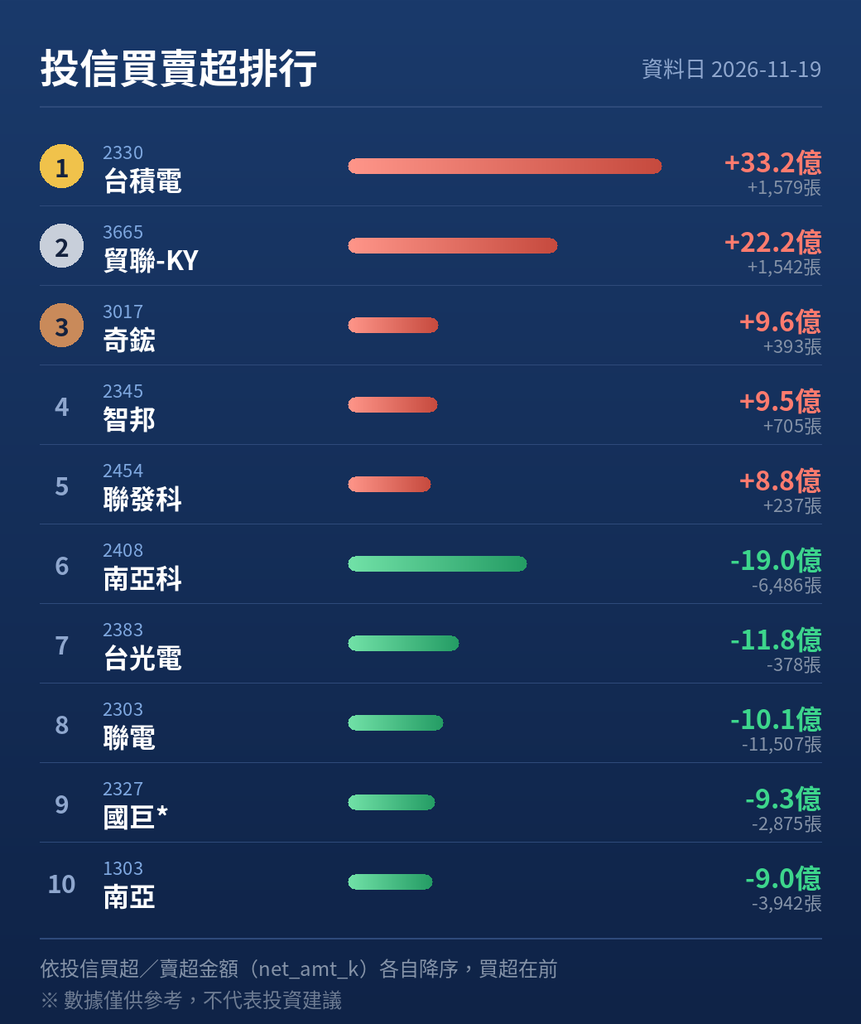 投信買賣超排行
資料日 2026-11-19
1
2330
台積電
+33.2億
+1,579張
2
3665
貿聯-KY
+22.2億
+1,542張
3
3017
奇鋐
+9.6億
+393張
4
2345
智邦
+9.5億
+705張
5
2454
聯發科
+8.8億
+237張
6
2408
南亞科
-19.0億
-6,486張
7
2383
台光電
-11.8億
-378張
8
2303
聯電
-10.1億
-11,507張
9
2327
國巨*
-9.3億
-2,875張
10
1303
南亞
-9.0億
-3,942張
依投信買超／賣超金額（net_amt_k）各自降序，買超在前
※ 數據僅供參考，不代表投資建議